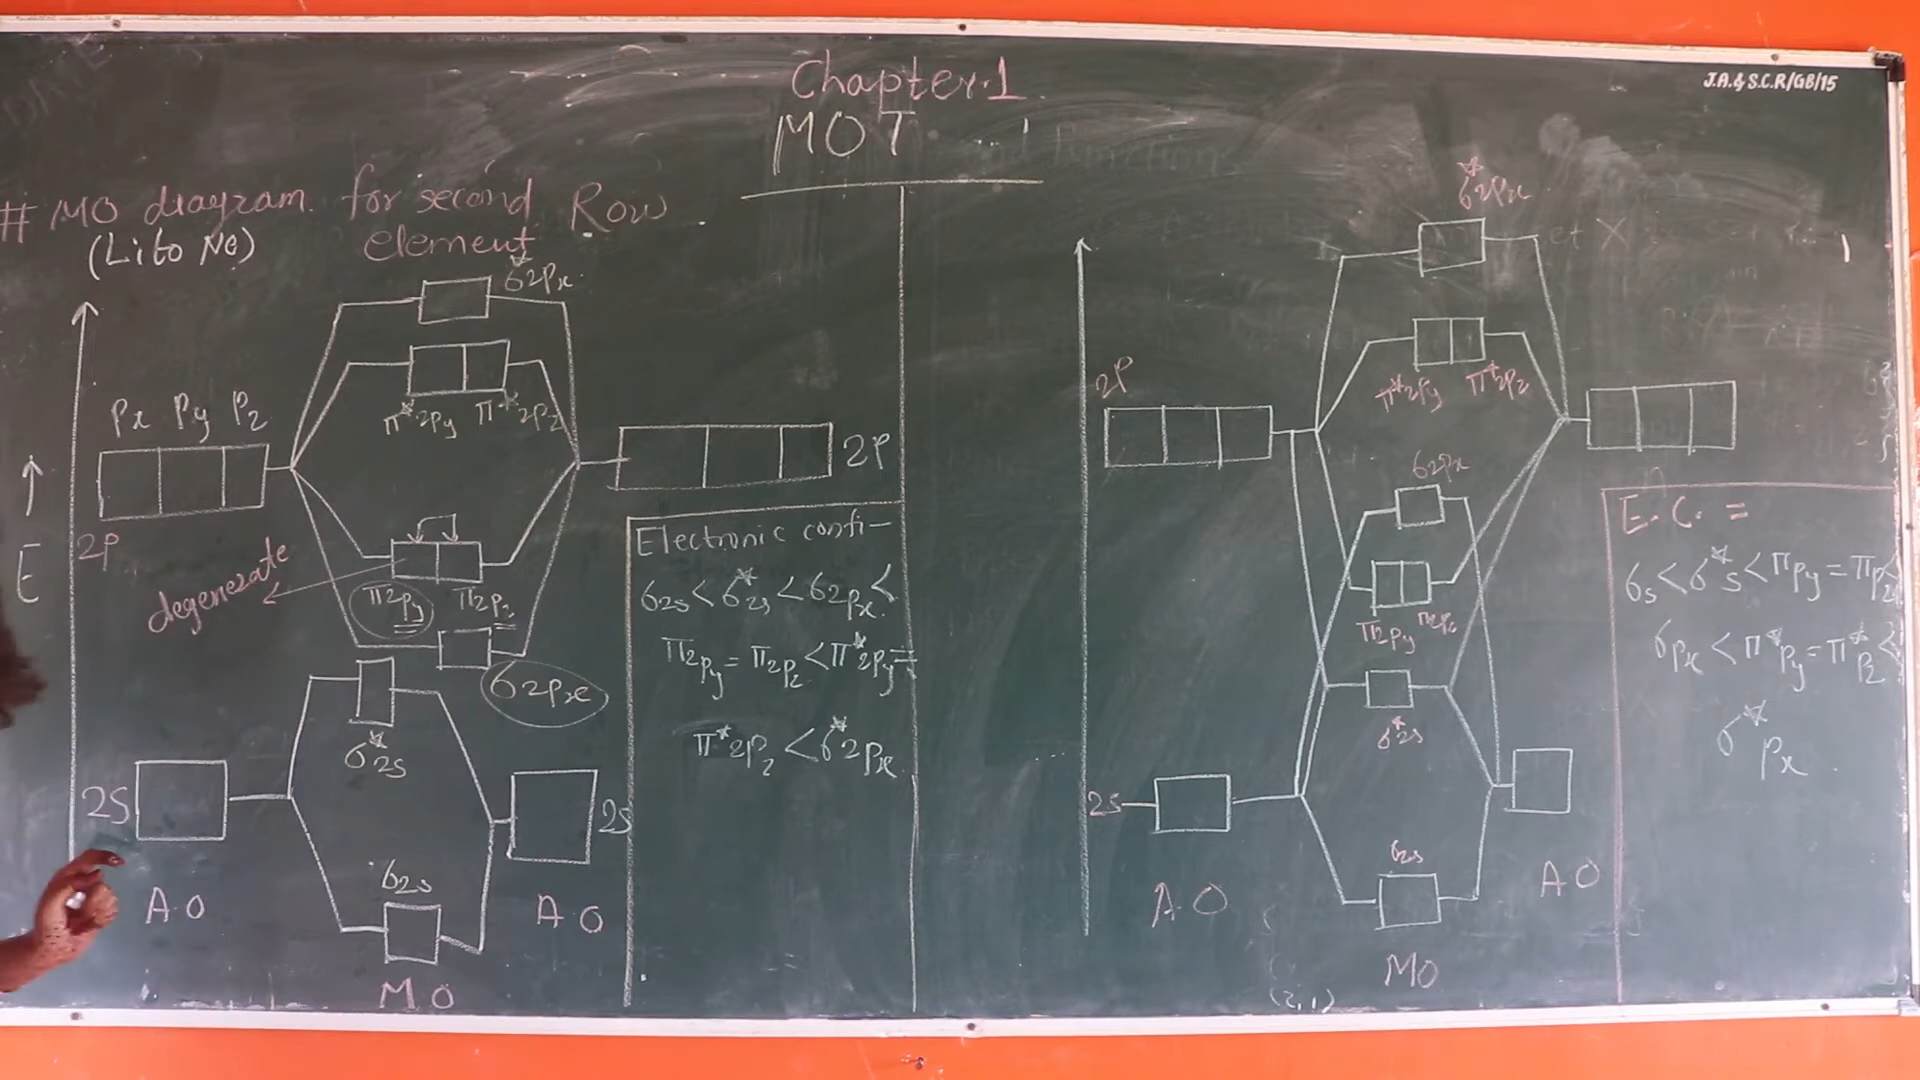 J.A.& S.C.R/GB/15
Chapter.1
MOT
# MO diagram for second Row
element
(Li to Ne)
*
σ2px
π*2py π*2pz
Px Py Pz
2P
2P
E
degenerate
π2py π2pz
σ2px
σ*2s
2S
2S
σ2s
A.O
A.O
M O
Electronic confi-
σ2s < σ*2s < σ2px <
π2py = π2pz < π*2py =
π*2pz < σ*2px
σ*2px
2P
π*2py π*2pz
σ2px
π2py π2pz
σ*2s
2s
σ2s
A O
A O
MO
(2,1)
E.C. =
σs < σ*s < πpy = πpz <
σpx < π*py = π*pz <
σ*px